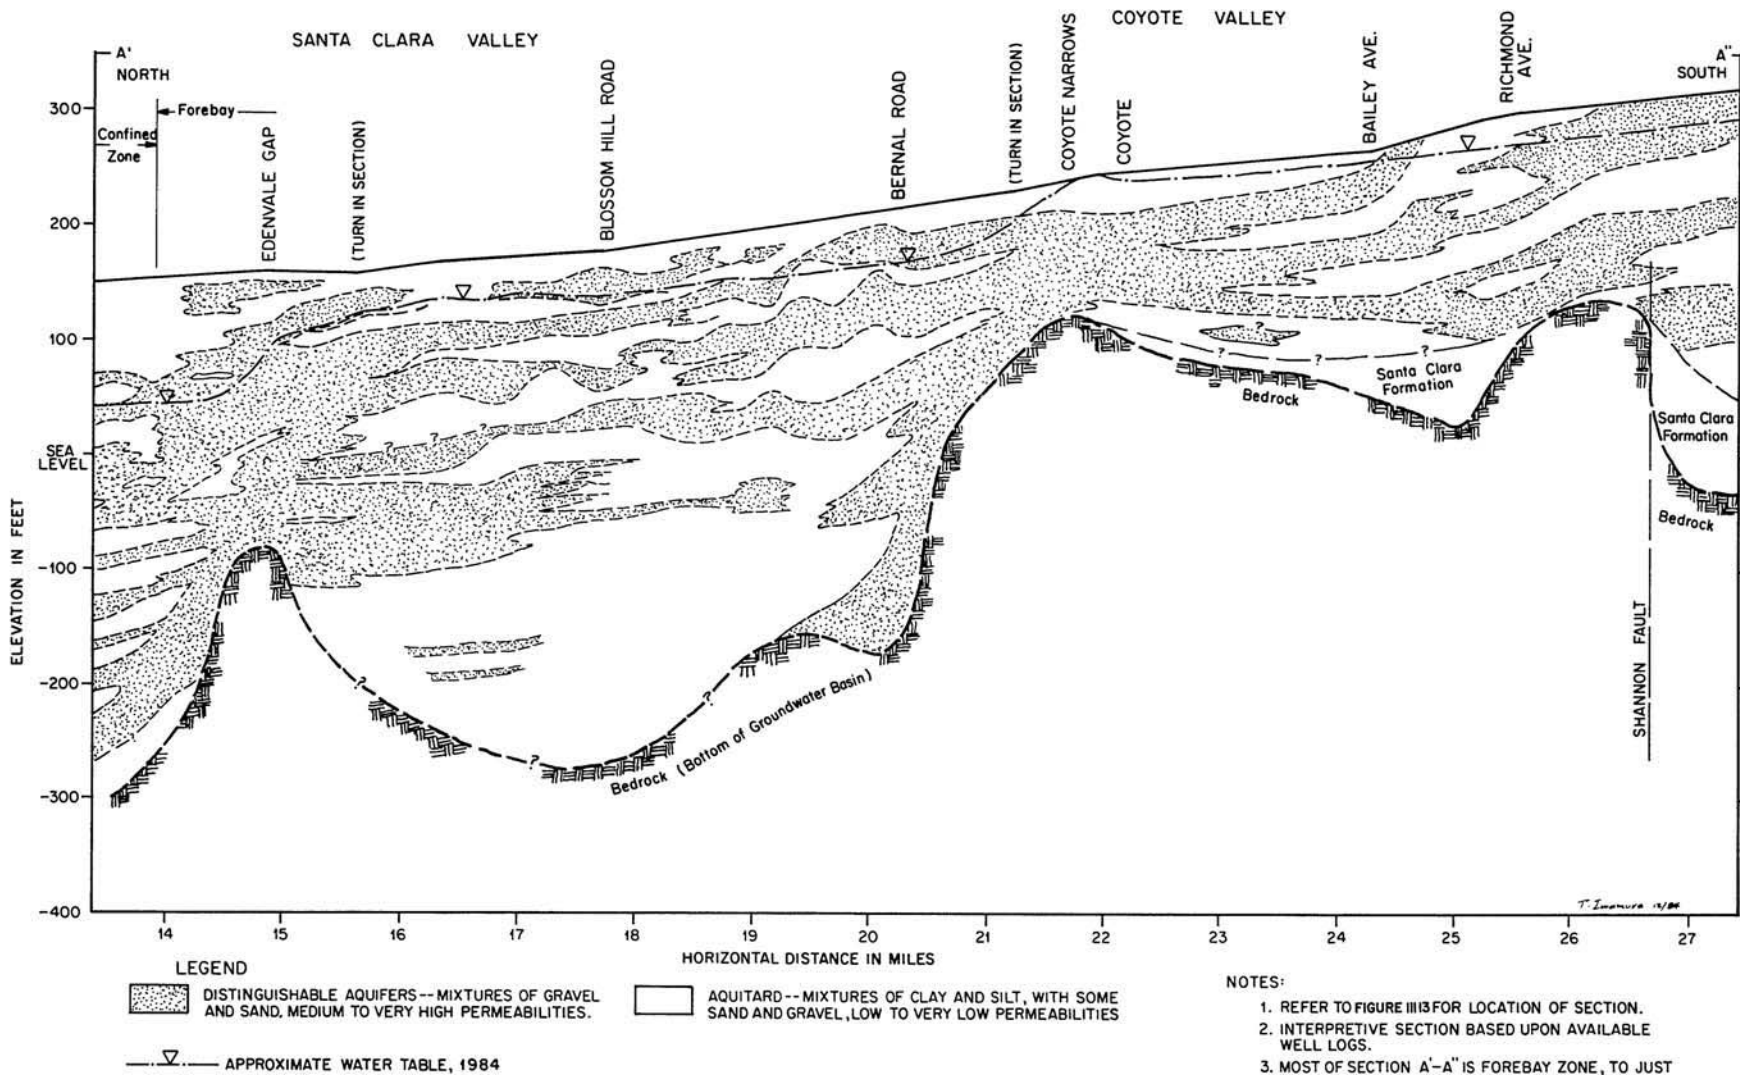 SANTA CLARA VALLEY
COYOTE VALLEY
A'
NORTH
A"
SOUTH
Forebay
Confined
Zone
EDENVALE GAP
(TURN IN SECTION)
BLOSSOM HILL ROAD
BERNAL ROAD
(TURN IN SECTION)
COYOTE NARROWS
COYOTE
BAILEY AVE.
RICHMOND
AVE.
ELEVATION IN FEET
300
200
100
SEA
LEVEL
-100
-200
-300
-400
? ? ?
?
? ? ?
Santa Clara
Formation
Bedrock
Santa Clara
Formation
Bedrock
SHANNON FAULT
?
?
?
Bedrock (Bottom of Groundwater Basin)
T. Iwamura 12/84
14 15 16 17 18 19 20 21 22 23 24 25 26 27
HORIZONTAL DISTANCE IN MILES
LEGEND
DISTINGUISHABLE AQUIFERS--MIXTURES OF GRAVEL
AND SAND, MEDIUM TO VERY HIGH PERMEABILITIES.
AQUITARD--MIXTURES OF CLAY AND SILT, WITH SOME
SAND AND GRAVEL, LOW TO VERY LOW PERMEABILITIES
APPROXIMATE WATER TABLE, 1984
NOTES:
1. REFER TO FIGURE III13 FOR LOCATION OF SECTION.
2. INTERPRETIVE SECTION BASED UPON AVAILABLE
WELL LOGS.
3. MOST OF SECTION A'-A" IS FOREBAY ZONE, TO JUST